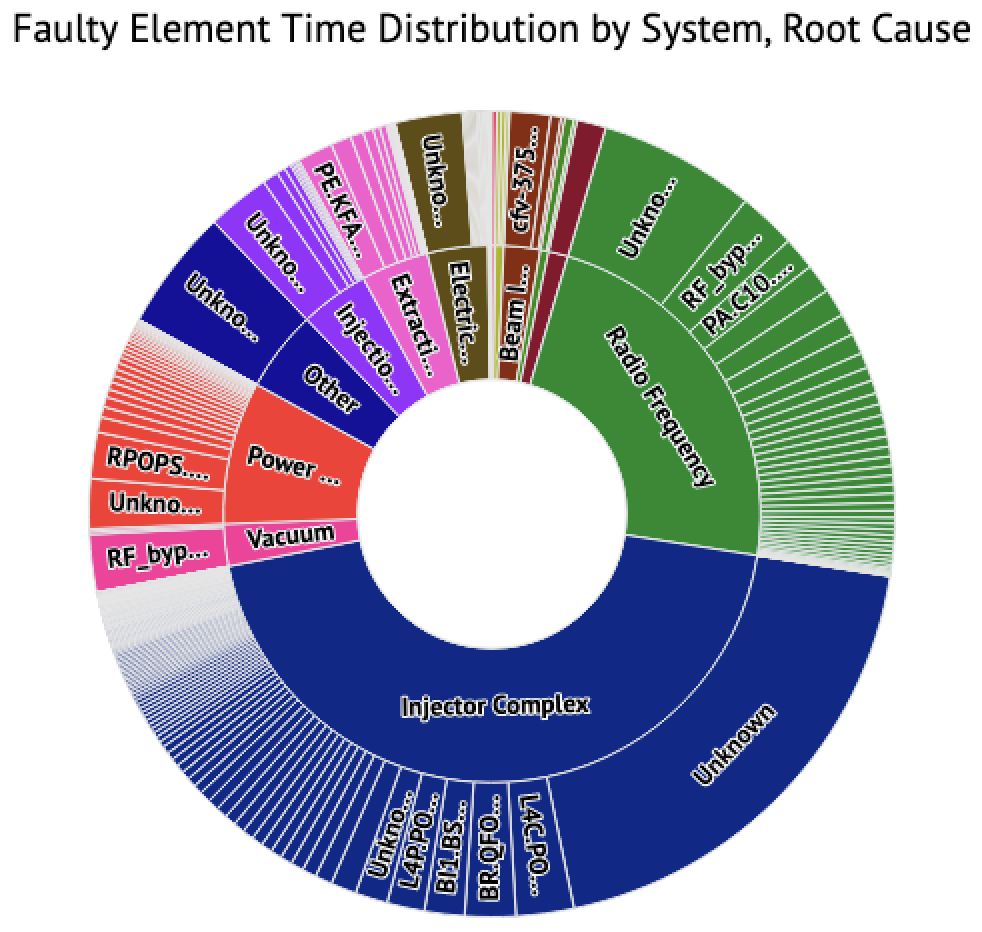 Faulty Element Time Distribution by System, Root Cause
Unkno...
cfv-375...
Unkno...
RF_byp...
PA.C10....
PE.KFA...
Unkno...
Unkno...
Electric...
Beam I...
Extracti...
Injectio...
Other
Radio Frequency
Power ...
RPOPS....
Unkno...
Vacuum
RF_byp...
Injector Complex
Unknown
Unkno...
L4P.PO...
BI1.BS...
BR.QFO...
L4C.PO...